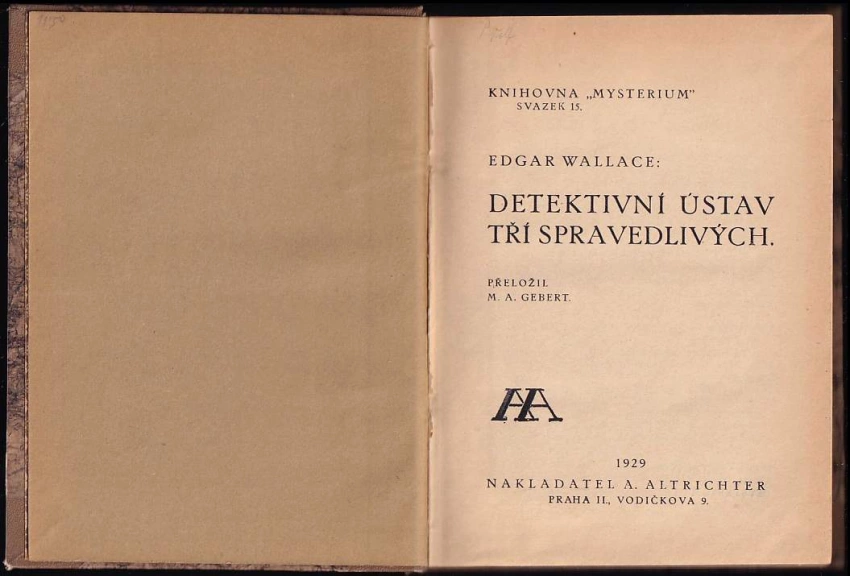 KNIHOVNA „MYSTERIUM"
SVAZEK 15.
EDGAR WALLACE:
DETEKTIVNÍ ÚSTAV
TŘÍ SPRAVEDLIVÝCH.
PŘELOŽIL
M. A. GEBERT.
AA
1929
NAKLADATEL A. ALTRICHTER
PRAHA II., VODIČKOVA 9.